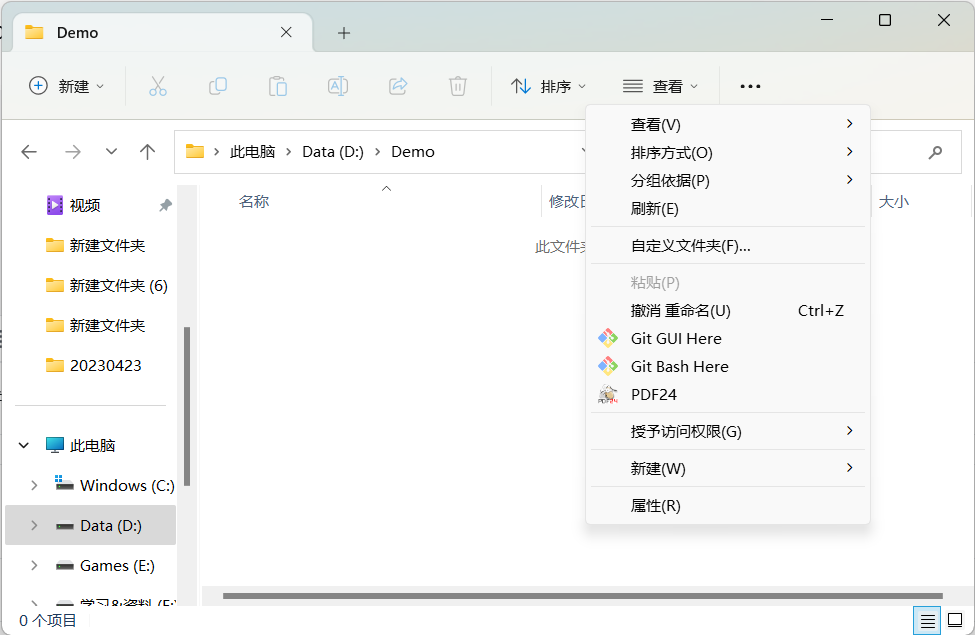 Demo
新建
排序
查看
此电脑 Data (D:) Demo
视频
新建文件夹
新建文件夹 (6)
新建文件夹
20230423
此电脑
Windows (C:)
Data (D:)
Games (E:)
学习&资料 (F:)
名称
修改日
大小
此文件夹
查看(V)
排序方式(O)
分组依据(P)
刷新(E)
自定义文件夹(F)...
粘贴(P)
撤消 重命名(U) Ctrl+Z
Git GUI Here
Git Bash Here
PDF24
授予访问权限(G)
新建(W)
属性(R)
0 个项目